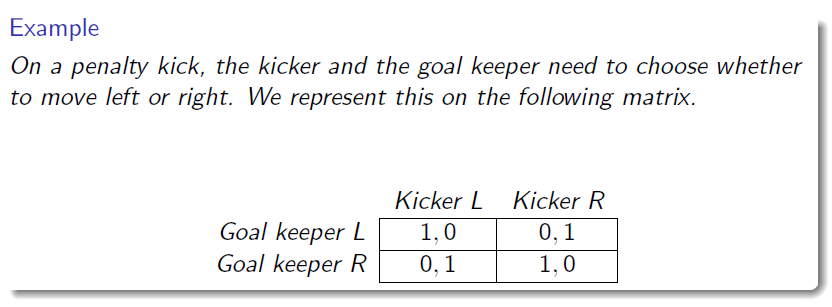 Example
On a penalty kick, the kicker and the goal keeper need to choose whether
to move left or right. We represent this on the following matrix.
Kicker L Kicker R
Goal keeper L 1, 0 0, 1
Goal keeper R 0, 1 1, 0